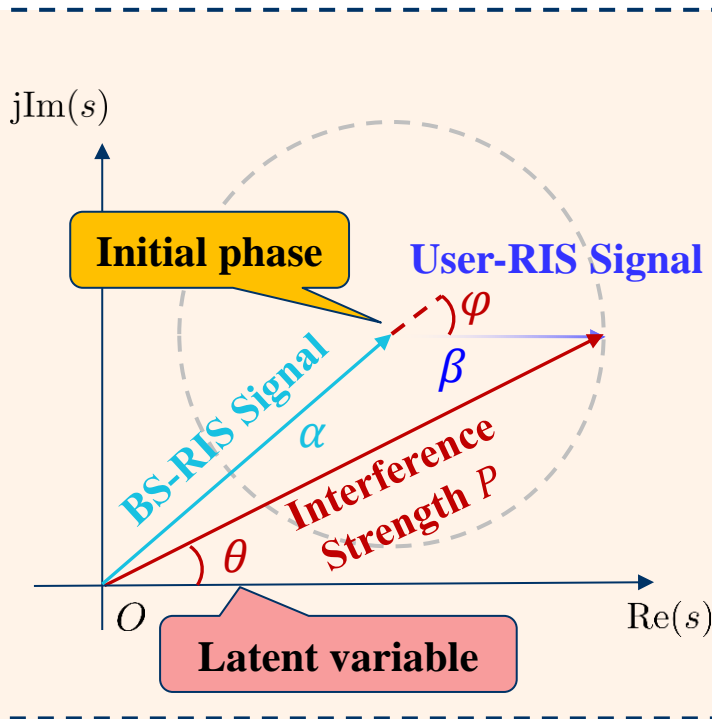 jIm(s)
Initial phase
User-RIS Signal
φ
β
BS-RIS Signal
α
Interference
Strength P
θ
O
Re(s)
Latent variable